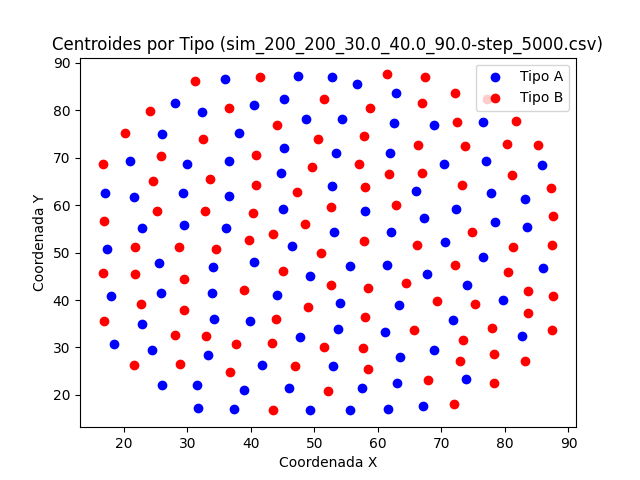 Centroides por Tipo (sim_200_200_30.0_40.0_90.0-step_5000.csv)
Tipo A
Tipo B
90
80
70
60
50
40
30
20
Coordenada Y
20 30 40 50 60 70 80 90
Coordenada X